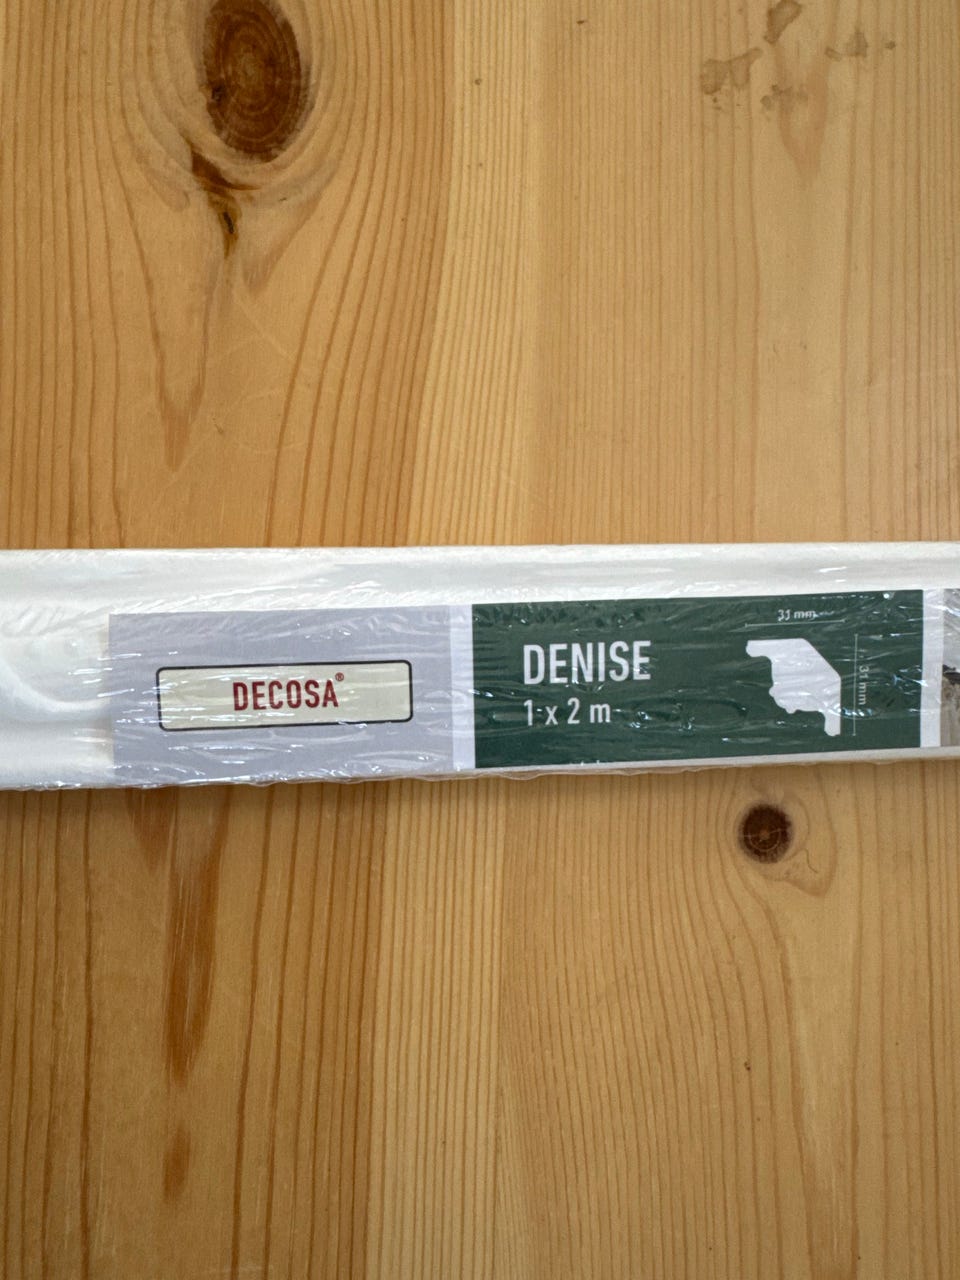 DECOSA®
DENISE
1 x 2 m
31 mm
31 mm